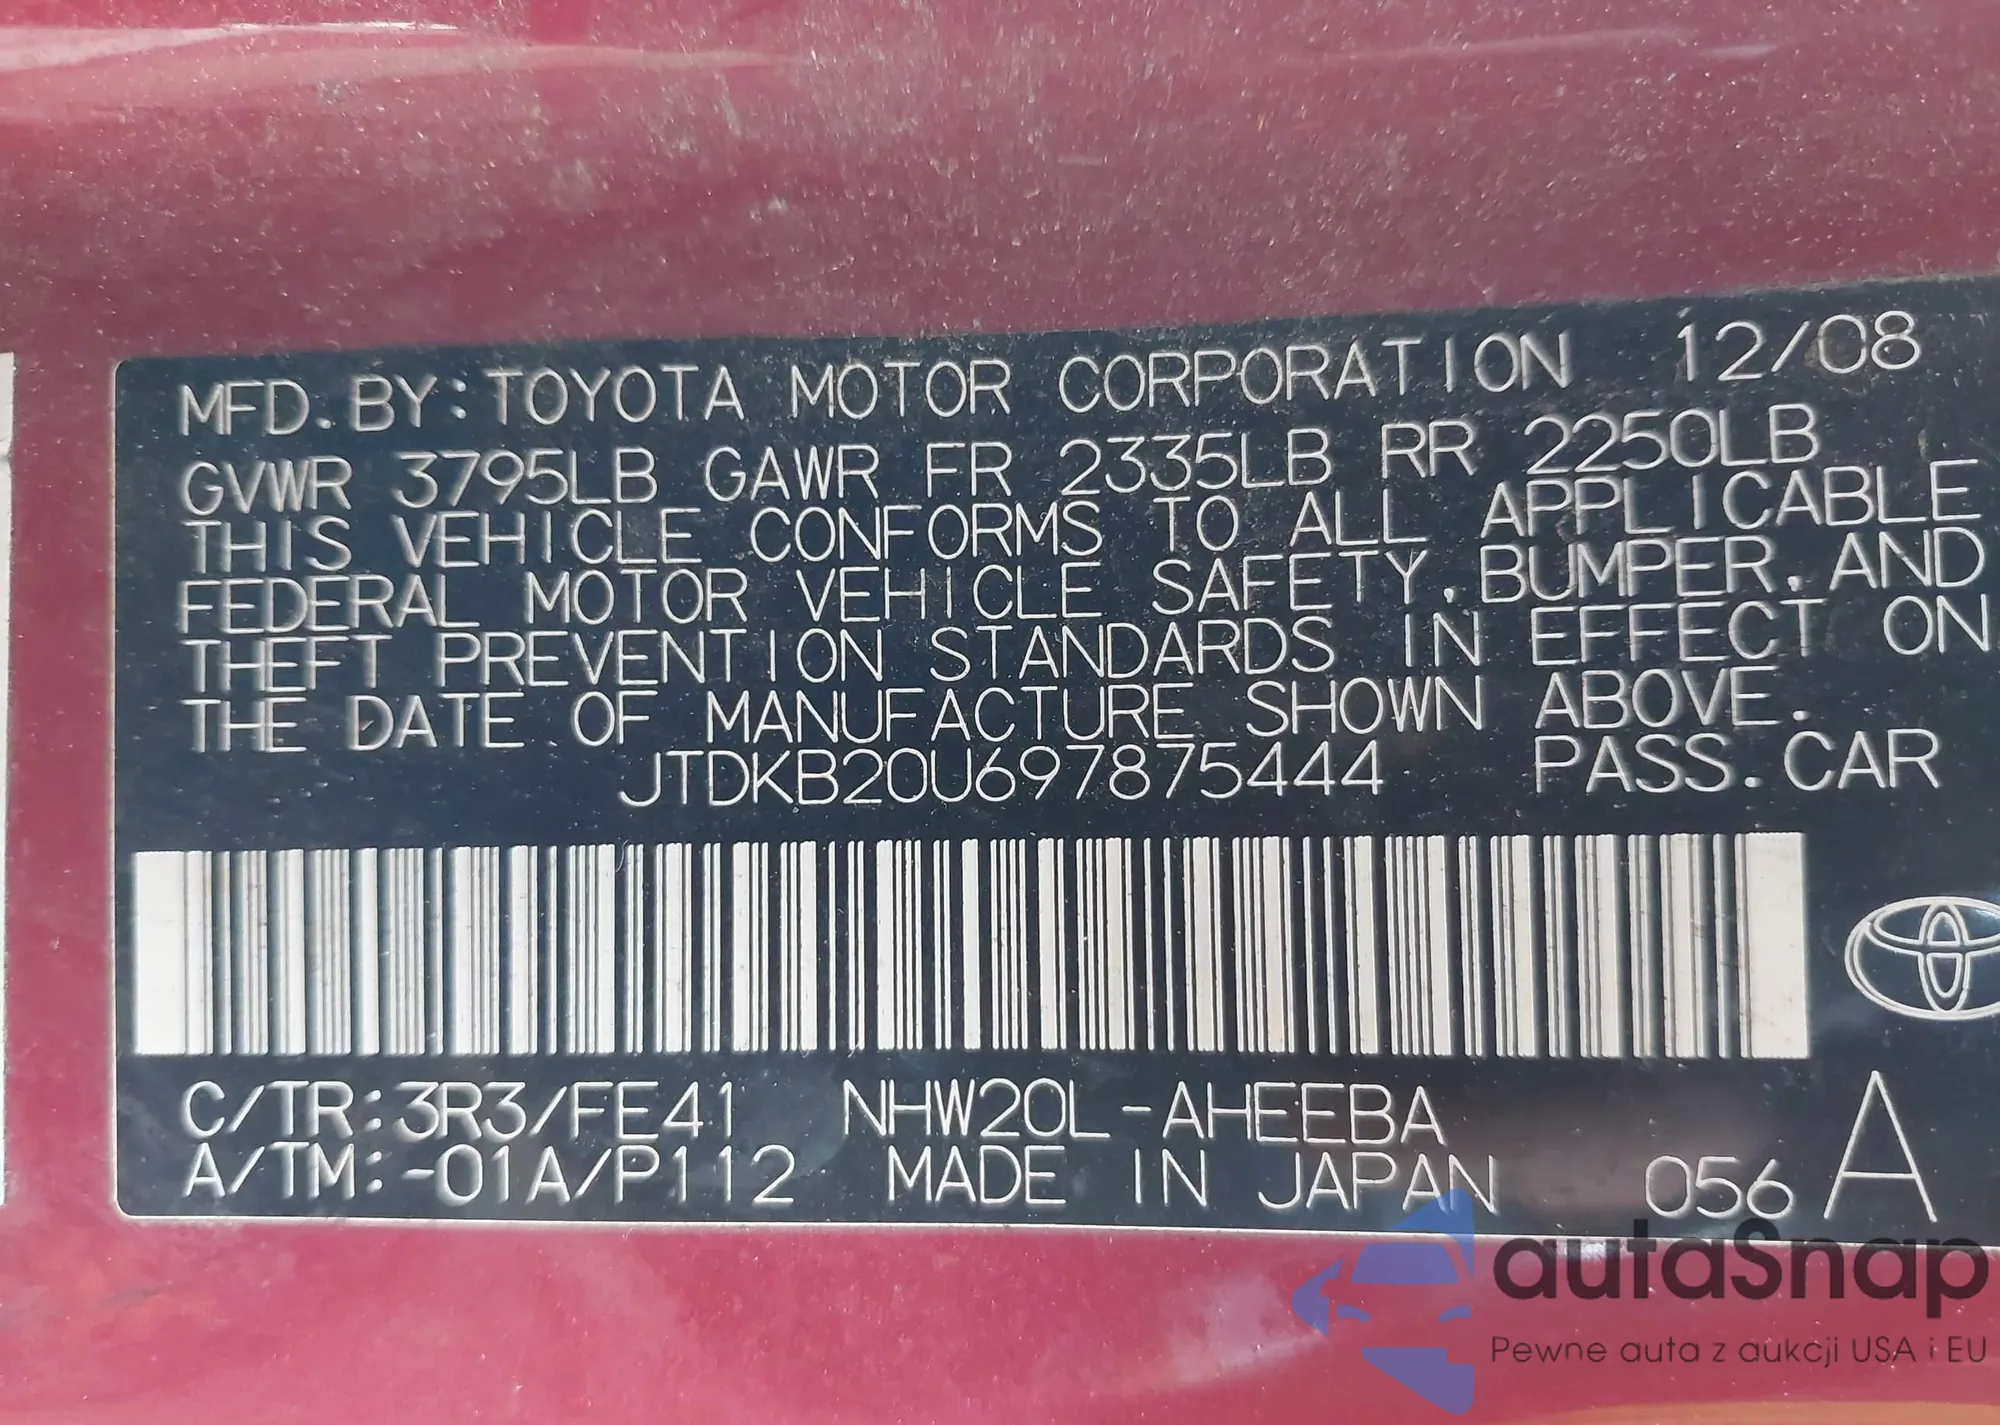 MFD. BY: TOYOTA MOTOR CORPORATION 12/08
GVWR 3795LB GAWR FR 2335LB RR 2250LB
THIS VEHICLE CONFORMS TO ALL APPLICABLE
FEDERAL MOTOR VEHICLE SAFETY, BUMPER, AND
THEFT PREVENTION STANDARDS IN EFFECT ON
THE DATE OF MANUFACTURE SHOWN ABOVE.
JTDKB20U697875444 PASS. CAR
C/TR: 3R3/FE41 NHW20L-AHEEBA
A/TM: -01A/P112 MADE IN JAPAN 056 A
autaSnap
Pewne auta z aukcji USA i EU